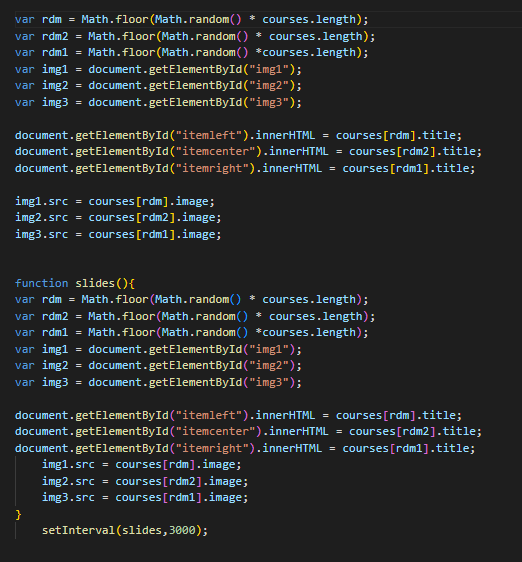 var rdm = Math.floor(Math.random() * courses.length);
var rdm2 = Math.floor(Math.random() * courses.length);
var rdm1 = Math.floor(Math.random() *courses.length);
var img1 = document.getElementById("img1");
var img2 = document.getElementById("img2");
var img3 = document.getElementById("img3");

document.getElementById("itemleft").innerHTML = courses[rdm].title;
document.getElementById("itemcenter").innerHTML = courses[rdm2].title;
document.getElementById("itemright").innerHTML = courses[rdm1].title;

img1.src = courses[rdm].image;
img2.src = courses[rdm2].image;
img3.src = courses[rdm1].image;


function slides(){
var rdm = Math.floor(Math.random() * courses.length);
var rdm2 = Math.floor(Math.random() * courses.length);
var rdm1 = Math.floor(Math.random() *courses.length);
var img1 = document.getElementById("img1");
var img2 = document.getElementById("img2");
var img3 = document.getElementById("img3");

document.getElementById("itemleft").innerHTML = courses[rdm].title;
document.getElementById("itemcenter").innerHTML = courses[rdm2].title;
document.getElementById("itemright").innerHTML = courses[rdm1].title;
    img1.src = courses[rdm].image;
    img2.src = courses[rdm2].image;
    img3.src = courses[rdm1].image;
}
    setInterval(slides,3000);